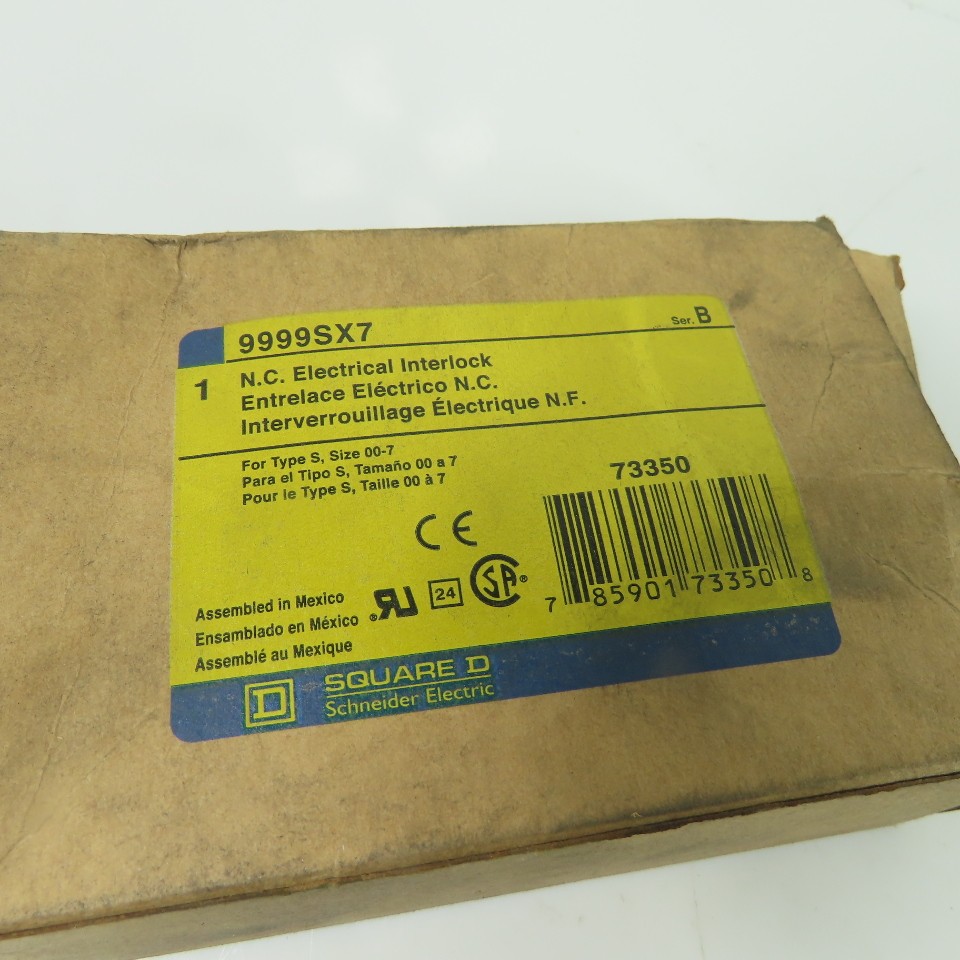 9999SX7
Ser. B
1
N.C. Electrical Interlock
Entrelace Eléctrico N.C.
Interverrouillage Électrique N.F.
For Type S, Size 00-7
Para el Tipo S, Tamaño 00 a 7
Pour le Type S, Taille 00 à 7
73350
CE
Assembled in Mexico
Ensamblado en México
Assemblé au Mexique
RU
24
SA
7 85901 73350 8
D
SQUARE D
Schneider Electric